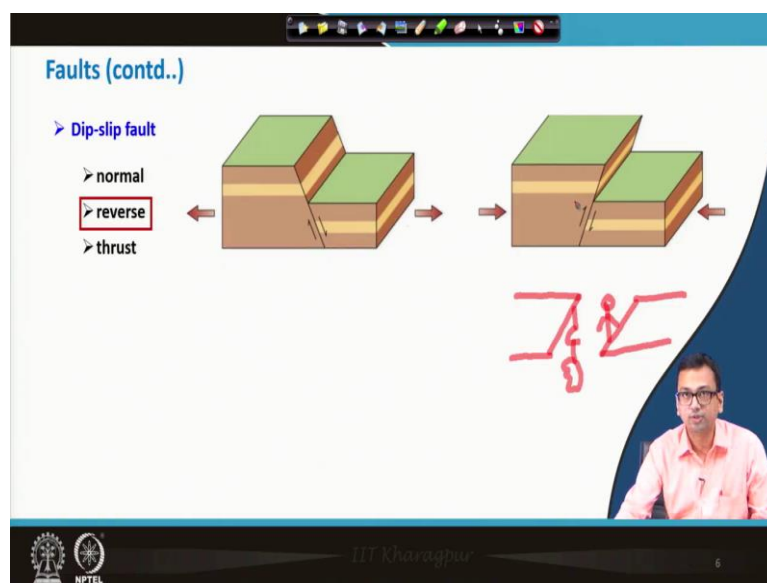 Faults (contd..)
➢ Dip-slip fault
➢ normal
➢ reverse
➢ thrust
IIT Kharagpur
NPTEL
6